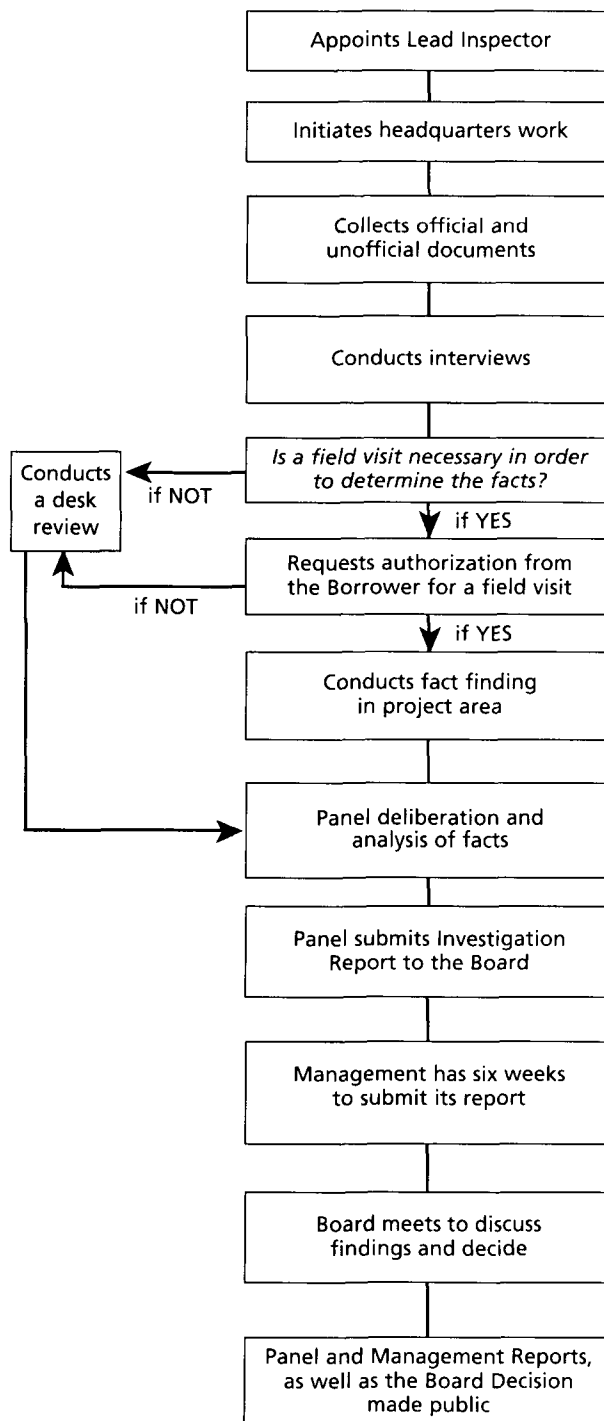 Appoints Lead Inspector
Initiates headquarters work
Collects official and
unofficial documents
Conducts interviews
Is a field visit necessary in order
to determine the facts?
if NOT
Conducts
a desk
review
if YES
Requests authorization from
the Borrower for a field visit
if NOT
if YES
Conducts fact finding
in project area
Panel deliberation and
analysis of facts
Panel submits Investigation
Report to the Board
Management has six weeks
to submit its report
Board meets to discuss
findings and decide
Panel and Management Reports,
as well as the Board Decision
made public